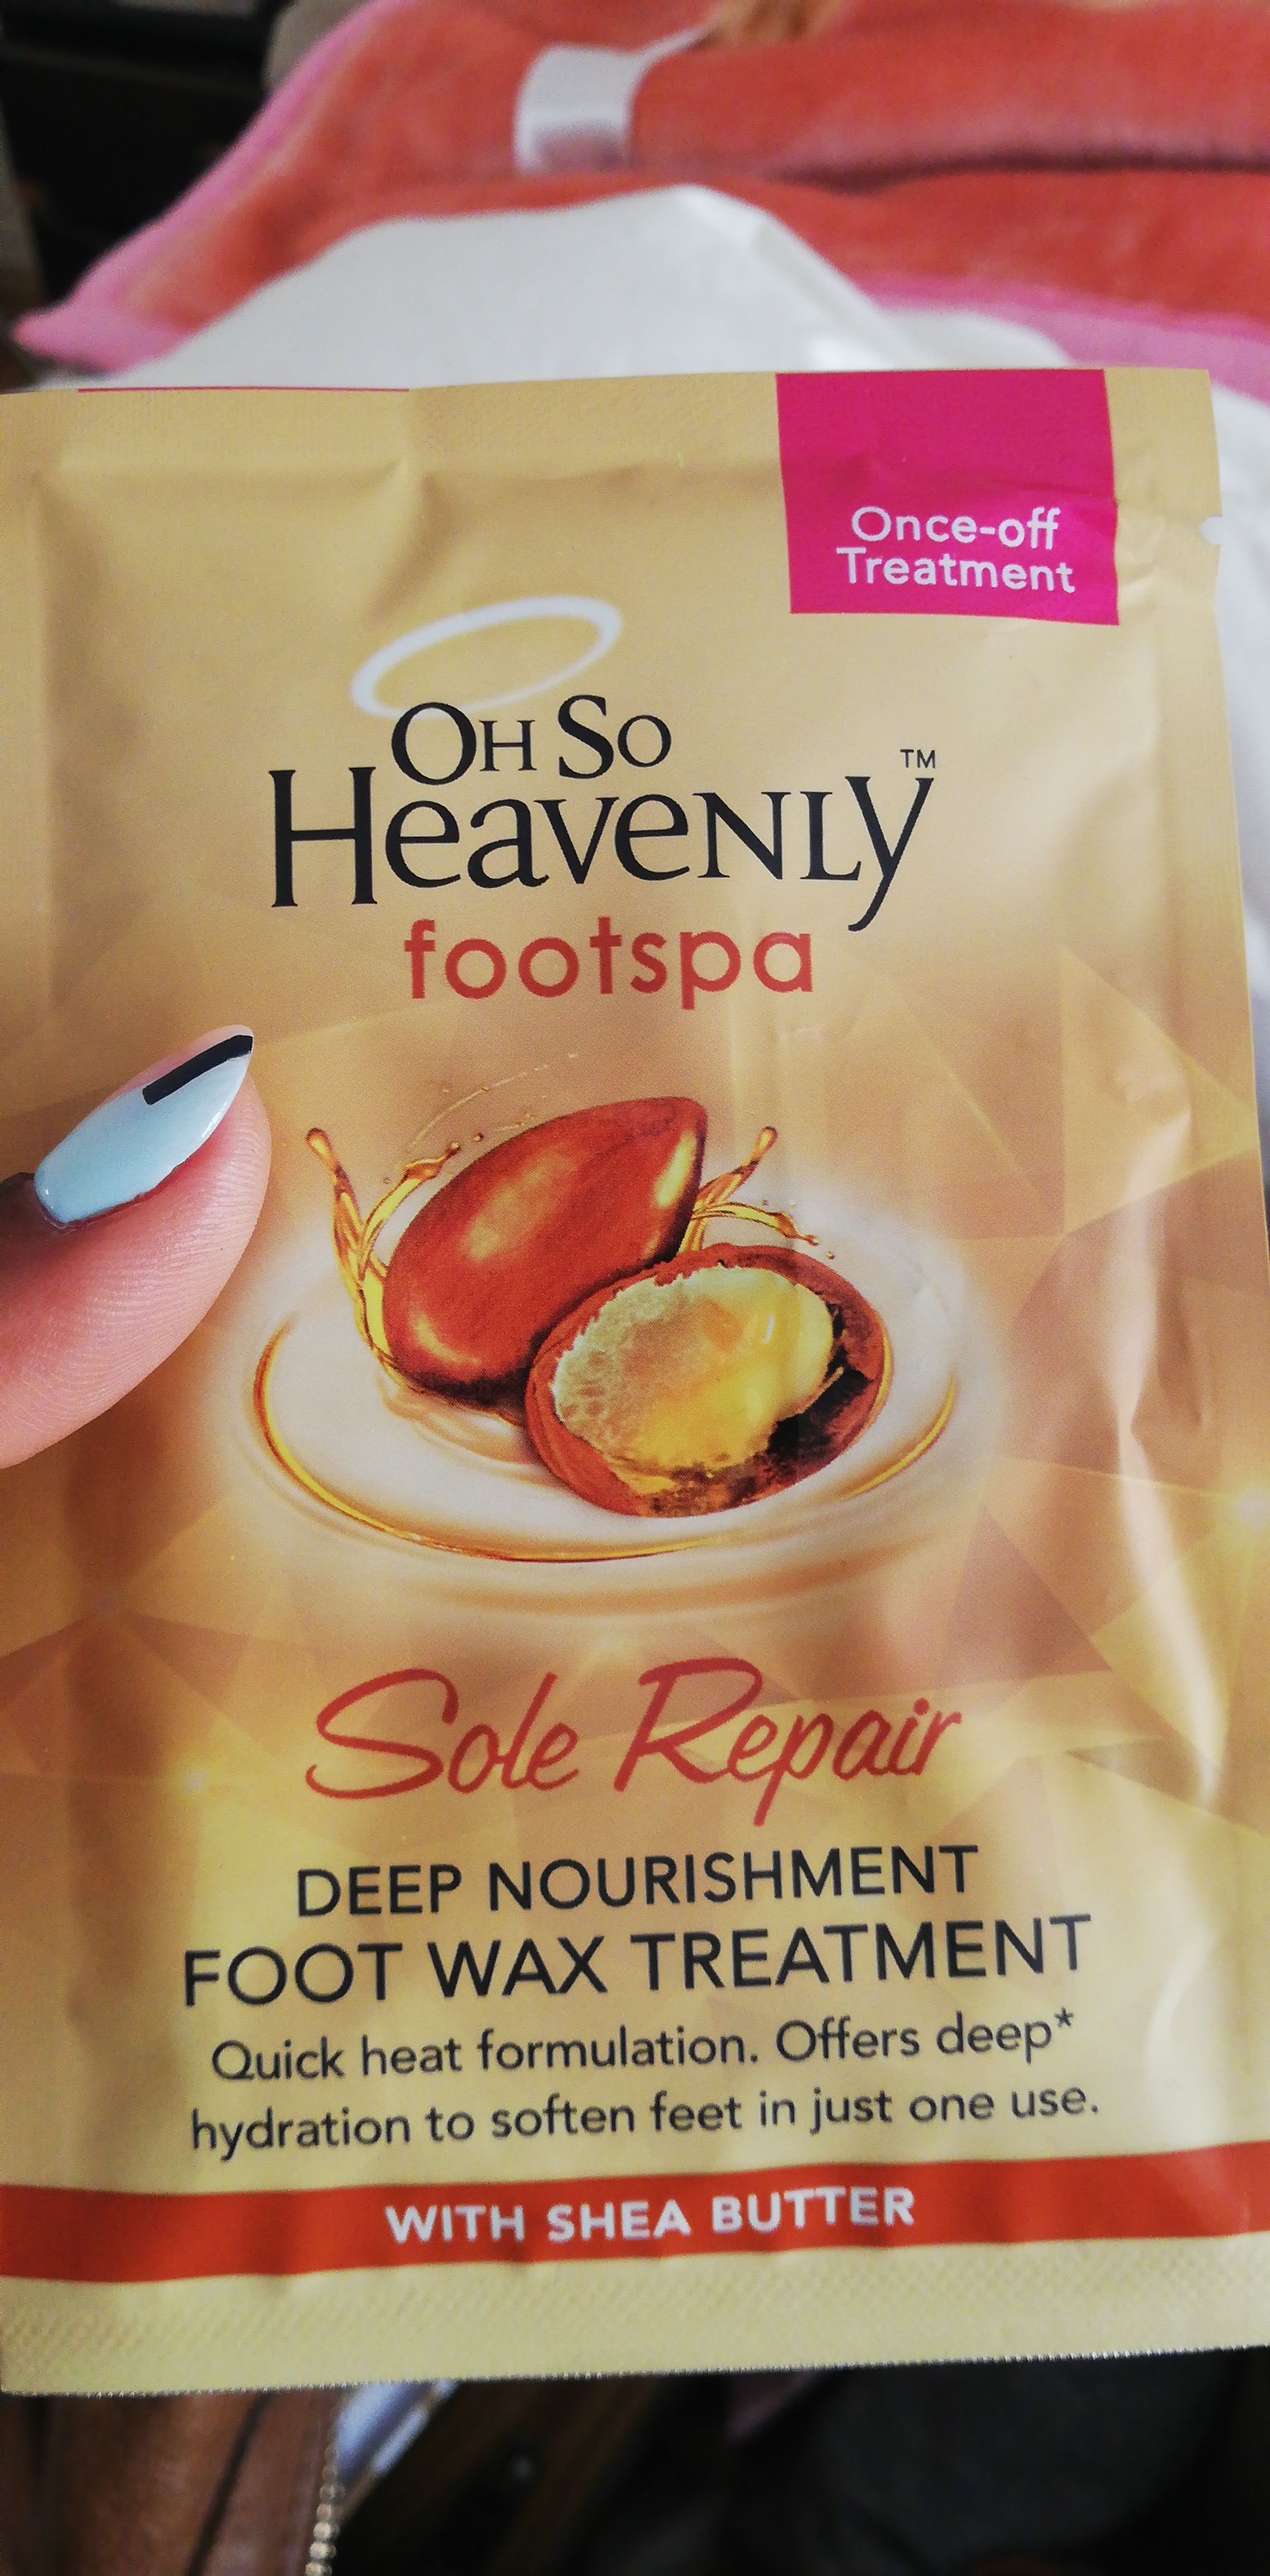 Once-off
Treatment
OH SO
HeaveNLy™
footspa
Sole Repair
DEEP NOURISHMENT
FOOT WAX TREATMENT
Quick heat formulation. Offers deep*
hydration to soften feet in just one use.
WITH SHEA BUTTER